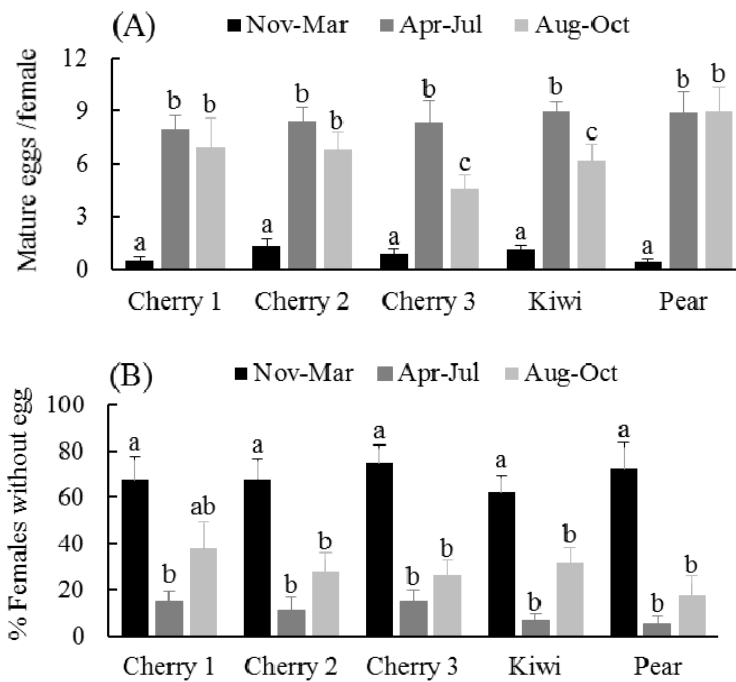 (A)
Nov-Mar Apr-Jul Aug-Oct
Mature eggs /female
12
9
6
3
0
a b b a b b a b c a b c a b b
Cherry 1 Cherry 2 Cherry 3 Kiwi Pear
(B)
Nov-Mar Apr-Jul Aug-Oct
% Females without egg
100
80
60
40
20
0
a b ab a b b a b b a b b a b b
Cherry 1 Cherry 2 Cherry 3 Kiwi Pear